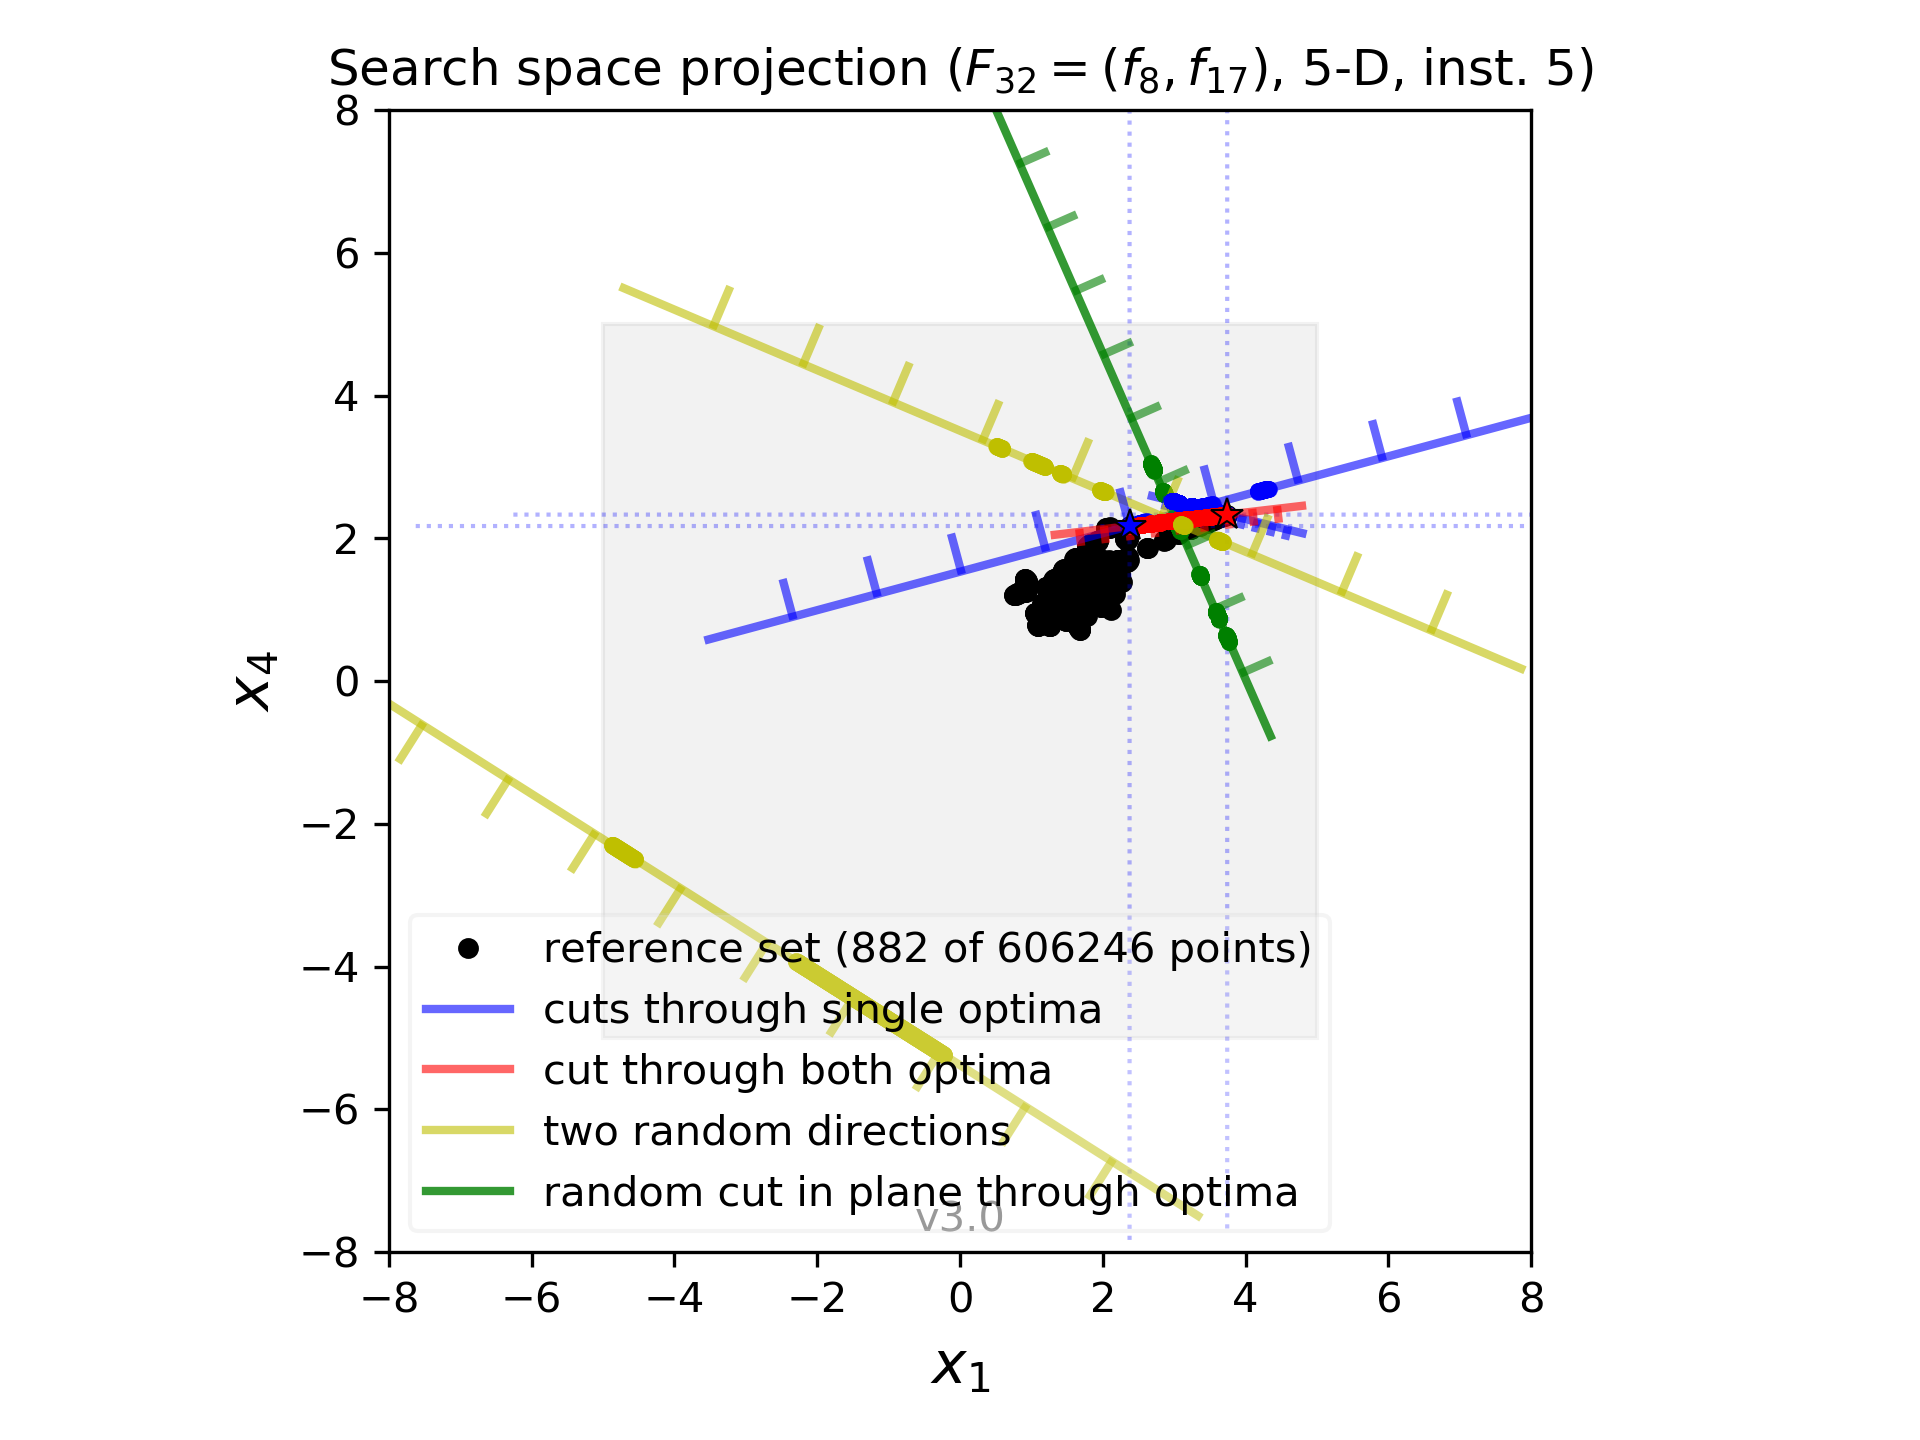 Search space projection (F₃₂ = (f₈, f₁₇), 5-D, inst. 5)
8
6
4
2
0
−2
−4
−6
−8
x₄
reference set (882 of 606246 points)
cuts through single optima
cut through both optima
two random directions
random cut in plane through optima
v3.0
−8 −6 −4 −2 0 2 4 6 8
x₁